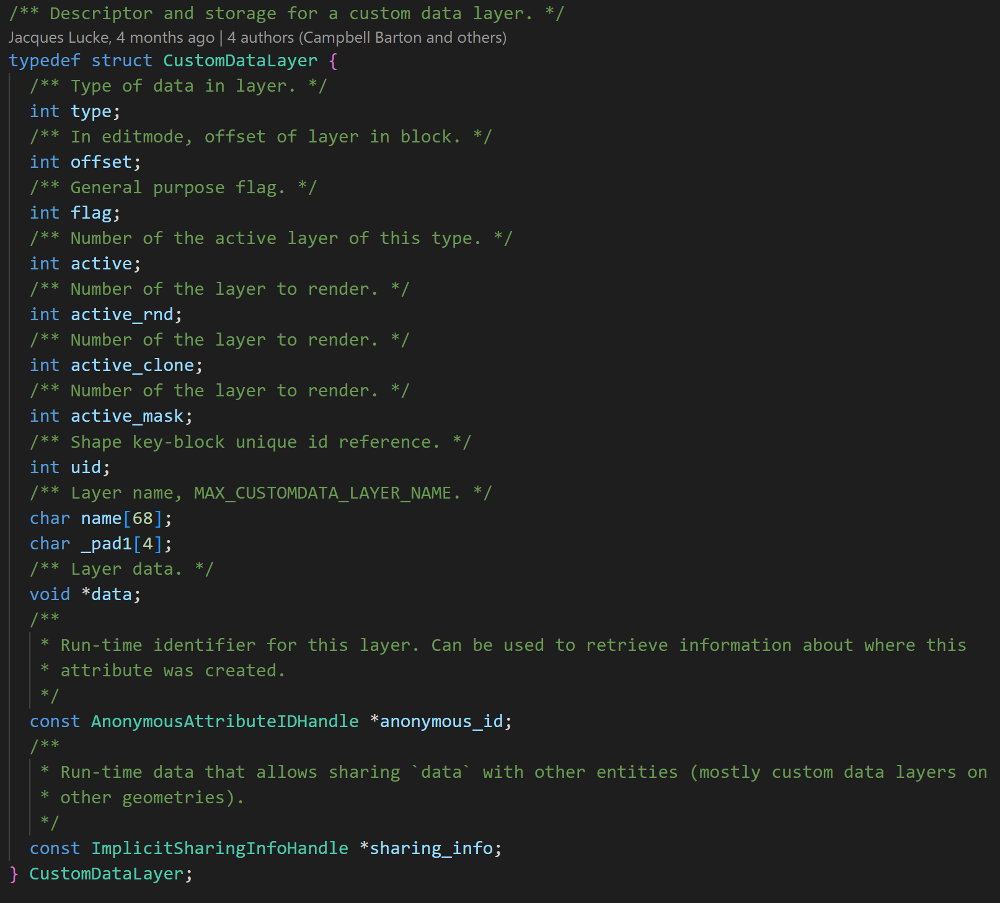 /** Descriptor and storage for a custom data layer. */
Jacques Lucke, 4 months ago | 4 authors (Campbell Barton and others)
typedef struct CustomDataLayer {
  /** Type of data in layer. */
  int type;
  /** In editmode, offset of layer in block. */
  int offset;
  /** General purpose flag. */
  int flag;
  /** Number of the active layer of this type. */
  int active;
  /** Number of the layer to render. */
  int active_rnd;
  /** Number of the layer to render. */
  int active_clone;
  /** Number of the layer to render. */
  int active_mask;
  /** Shape key-block unique id reference. */
  int uid;
  /** Layer name, MAX_CUSTOMDATA_LAYER_NAME. */
  char name[68];
  char _pad1[4];
  /** Layer data. */
  void *data;
  /**
   * Run-time identifier for this layer. Can be used to retrieve information about where this
   * attribute was created.
   */
  const AnonymousAttributeIDHandle *anonymous_id;
  /**
   * Run-time data that allows sharing `data` with other entities (mostly custom data layers on
   * other geometries).
   */
  const ImplicitSharingInfoHandle *sharing_info;
} CustomDataLayer;